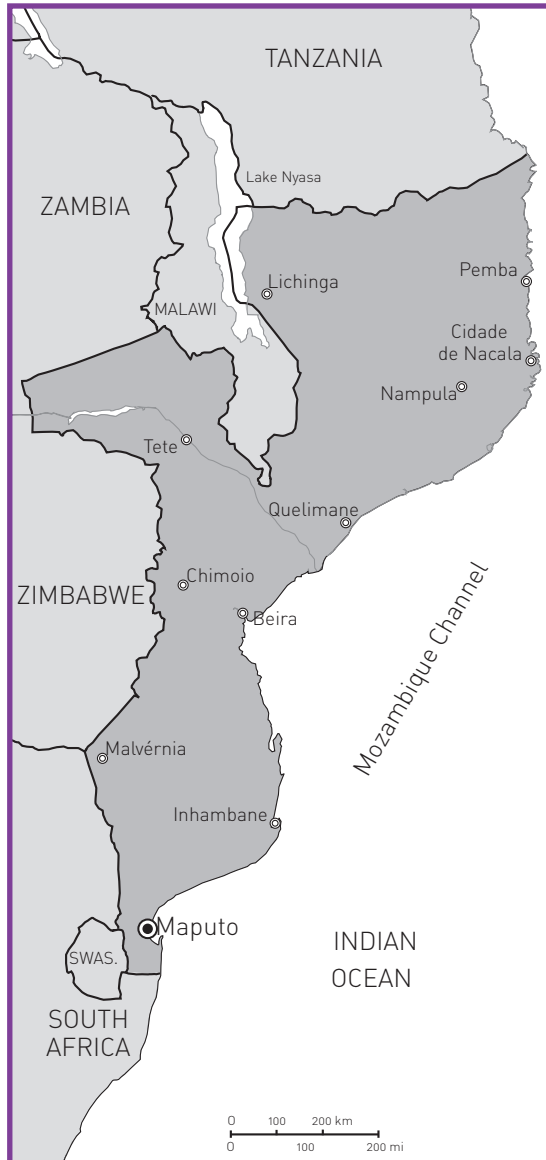 TANZANIA
Lake Nyasa
ZAMBIA
Lichinga
Pemba
MALAWI
Cidade
de Nacala
Nampula
Tete
Quelimane
Chimoio
ZIMBABWE
Beira
Mozambique Channel
Malvérnia
Inhambane
Maputo
INDIAN
OCEAN
SWAS.
SOUTH
AFRICA
0 100 200 km
0 100 200 mi